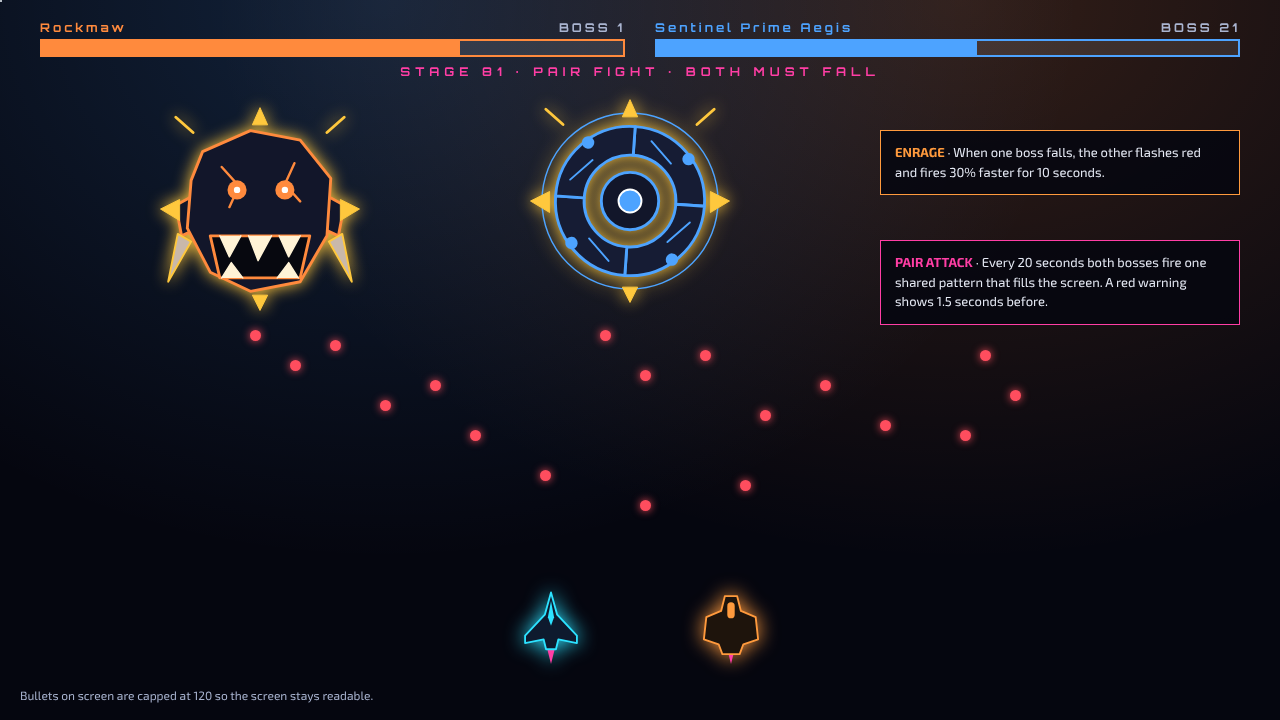 Rockmaw BOSS 1 Sentinel Prime Aegis BOSS 21
STAGE B1 · PAIR FIGHT · BOTH MUST FALL
ENRAGE · When one boss falls, the other flashes red
and fires 30% faster for 10 seconds.
PAIR ATTACK · Every 20 seconds both bosses fire one
shared pattern that fills the screen. A red warning
shows 1.5 seconds before.
Bullets on screen are capped at 120 so the screen stays readable.